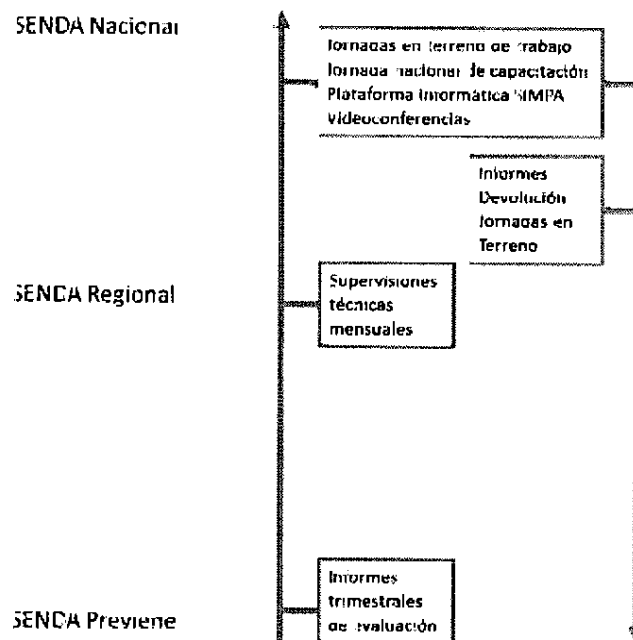 SENDA Nacional
Jornadas en terreno de trabajo
Jornada nacional de capacitación
Plataforma Informática SIMPA
Videoconferencias
Informes
Devolución
Jornadas en
Terreno
SENDA Regional
Supervisiones
técnicas
mensuales
Informes
trimestrales
de evaluación
SENDA Previene